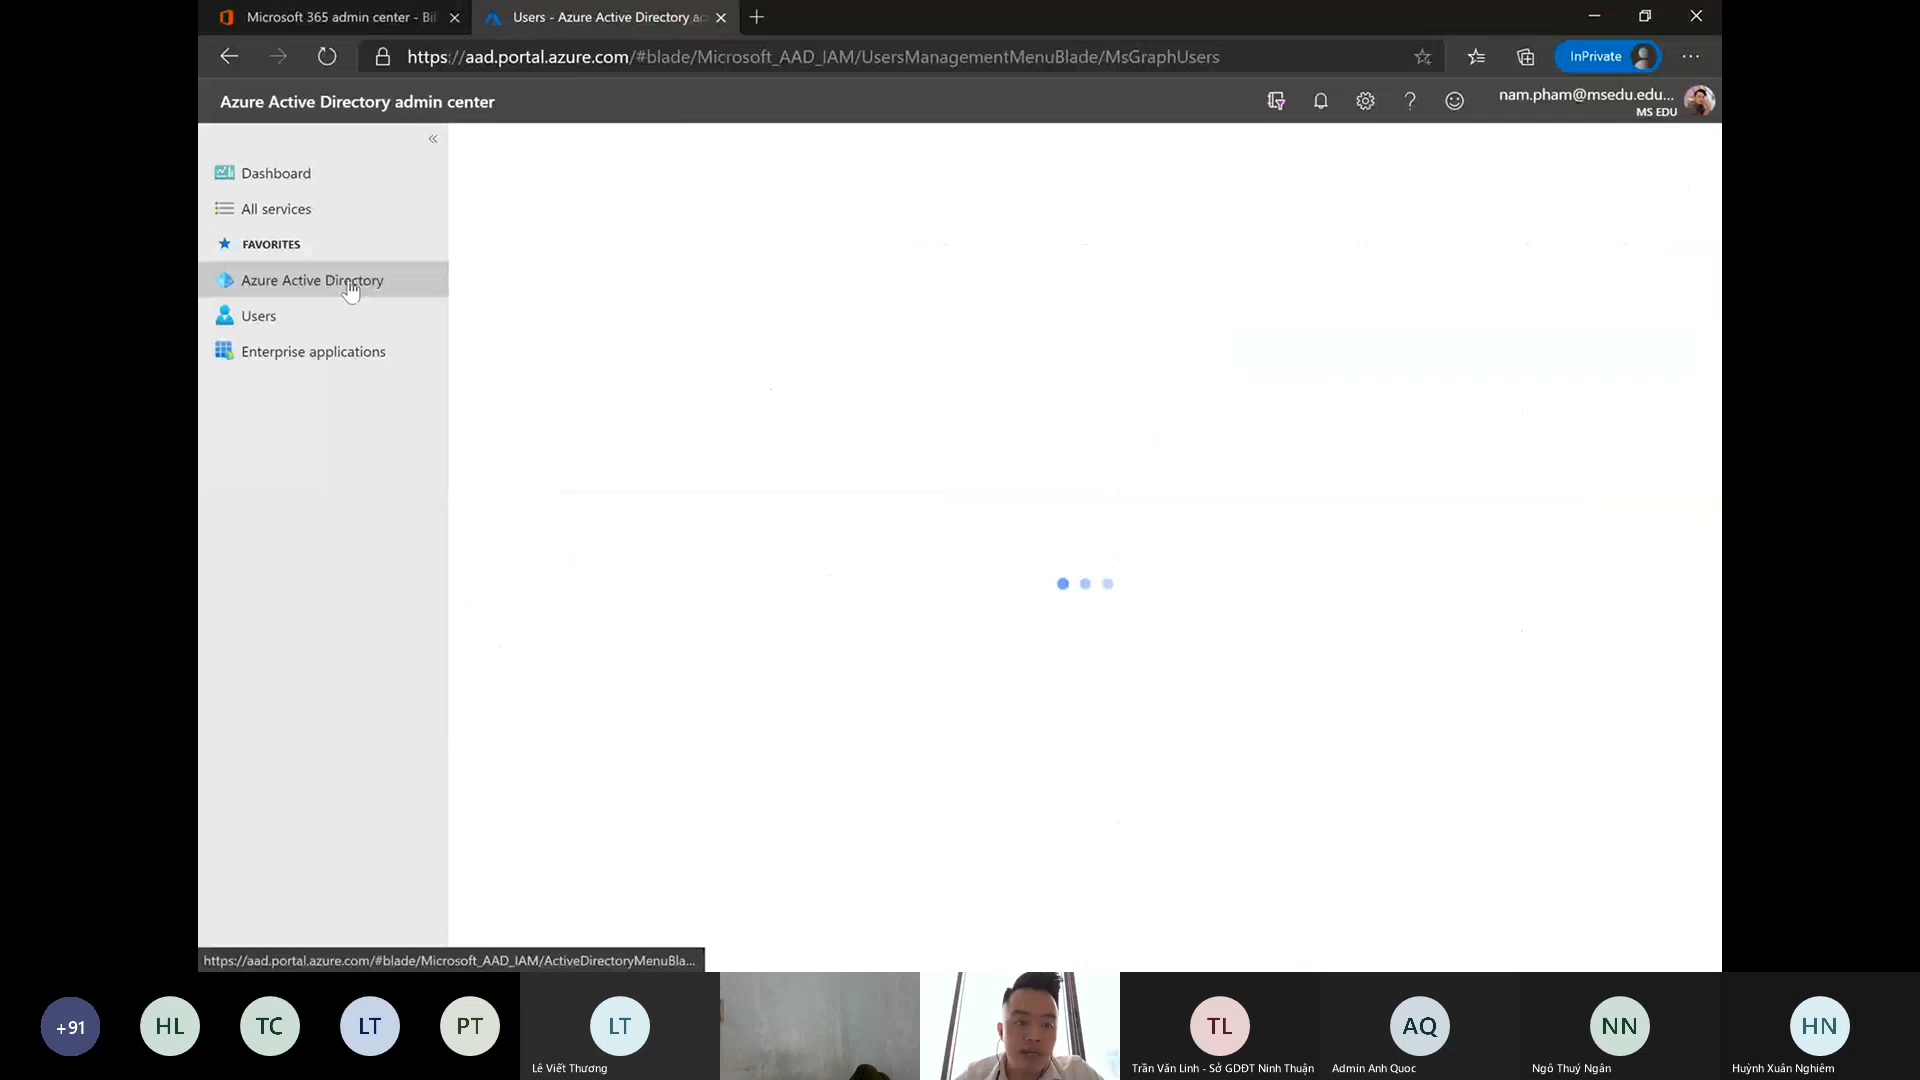 Microsoft 365 admin center - Bil
Users - Azure Active Directory ac
https://aad.portal.azure.com/#blade/Microsoft_AAD_IAM/UsersManagementMenuBlade/MsGraphUsers
InPrivate
Azure Active Directory admin center
nam.pham@msedu.edu...
MS EDU
Dashboard
All services
FAVORITES
Azure Active Directory
Users
Enterprise applications
https://aad.portal.azure.com/#blade/Microsoft_AAD_IAM/ActiveDirectoryMenuBla...
+91
HL
TC
LT
PT
LT
TL
AQ
NN
HN
Lê Viết Thương
Trần Văn Linh - Sở GDĐT Ninh Thuận
Admin Anh Quoc
Ngô Thuý Ngân
Huỳnh Xuân Nghiêm